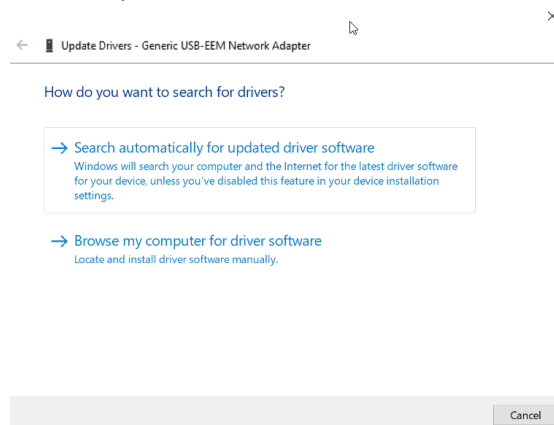 Update Drivers - Generic USB-EEM Network Adapter
How do you want to search for drivers?
Search automatically for updated driver software
Windows will search your computer and the Internet for the latest driver software
for your device, unless you've disabled this feature in your device installation
settings.
Browse my computer for driver software
Locate and install driver software manually.
Cancel